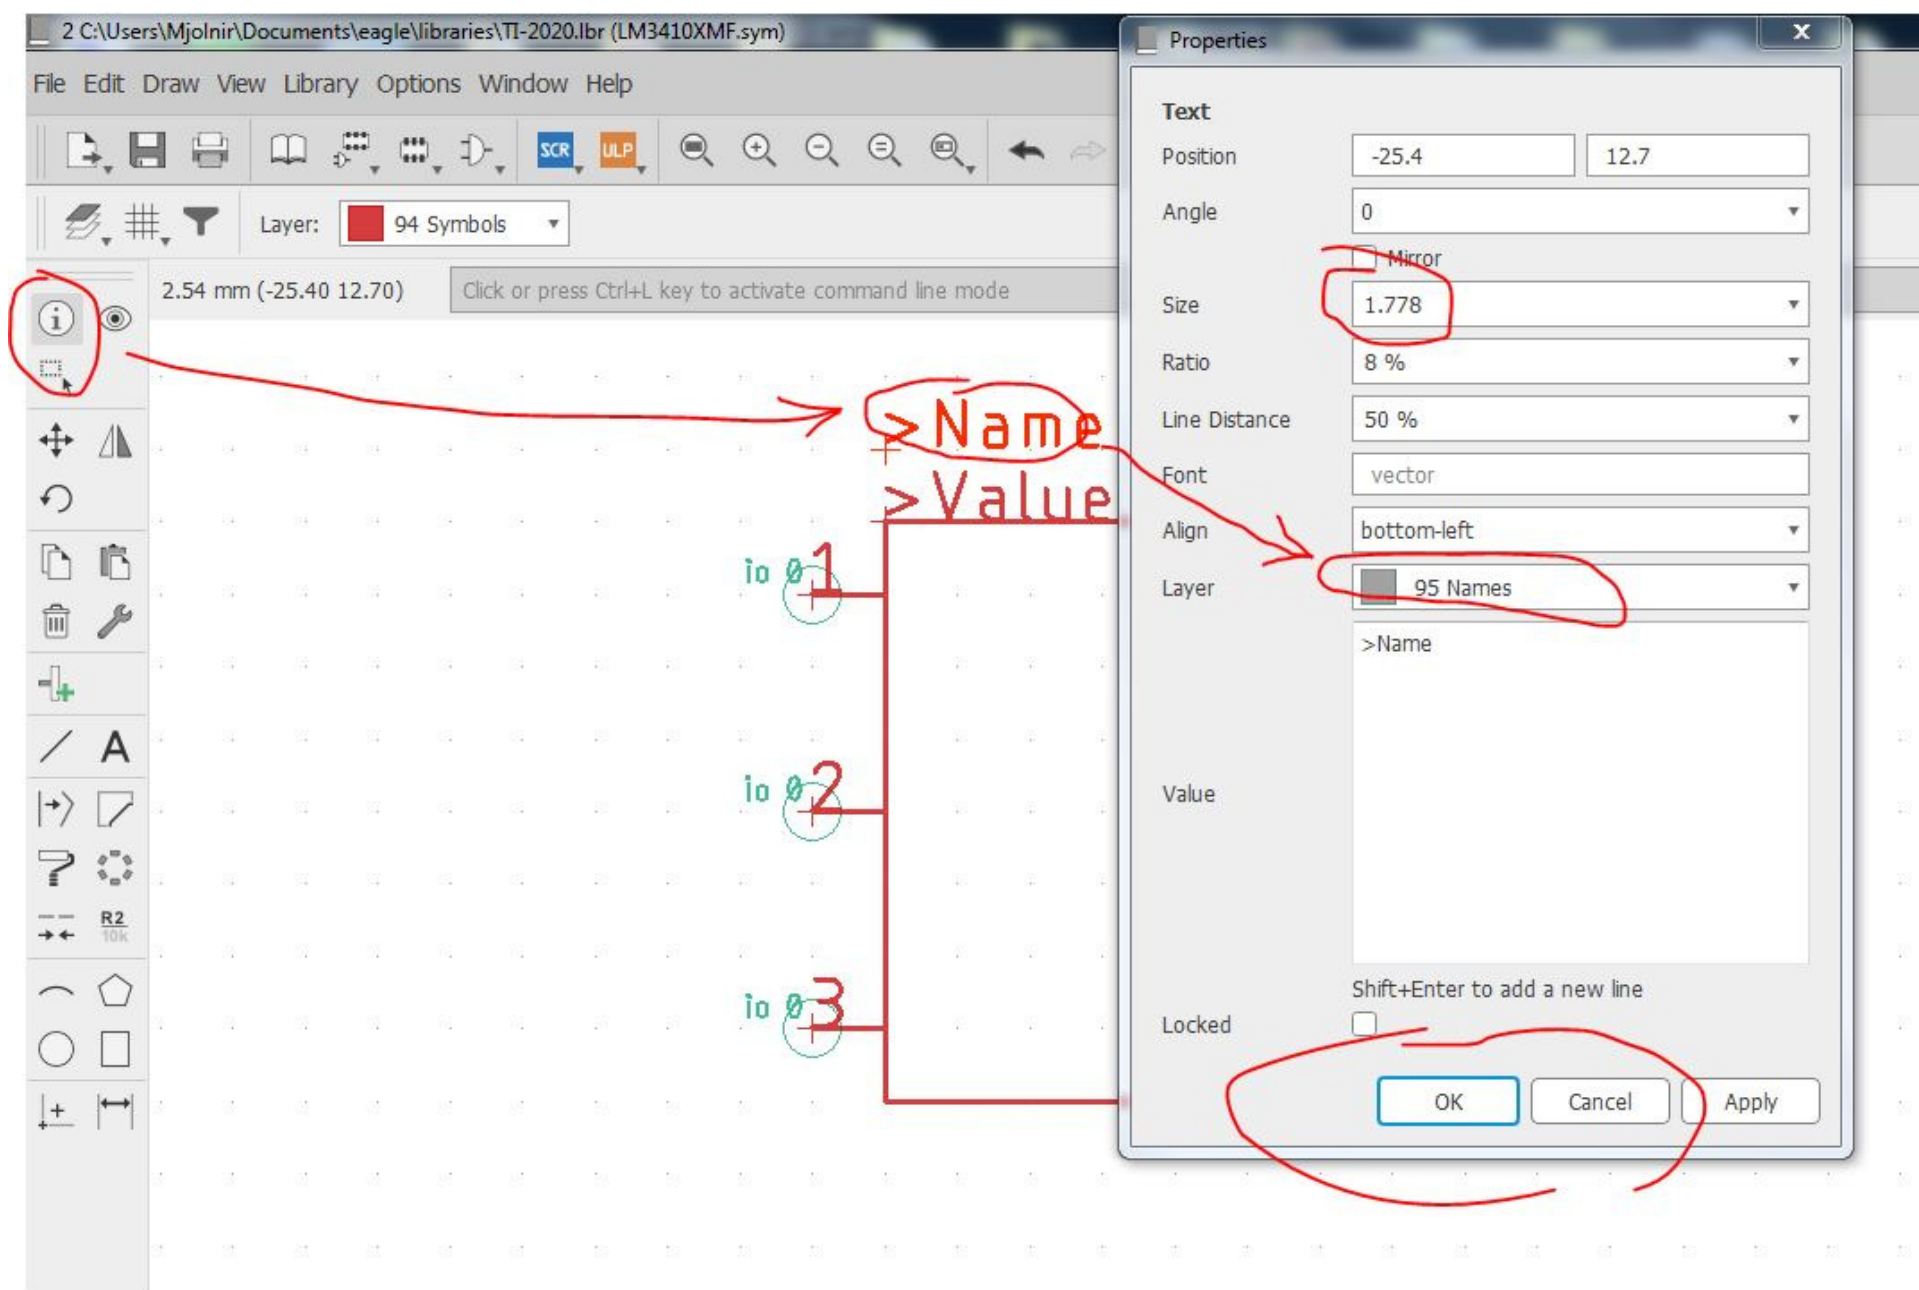 2 C:\Users\Mjolnir\Documents\eagle\libraries\TI-2020.lbr (LM3410XMF.sym)
File Edit Draw View Library Options Window Help
SCR ULP
Layer: 94 Symbols
2.54 mm (-25.40 12.70)
Click or press Ctrl+L key to activate command line mode
i
A
R2
10k
>Name
>Value
io 0 1
io 0 2
io 0 3
Properties
X
Text
Position -25.4 12.7
Angle 0
Mirror
Size 1.778
Ratio 8 %
Line Distance 50 %
Font vector
Align bottom-left
Layer 95 Names
>Name
Value
Shift+Enter to add a new line
Locked
OK Cancel Apply